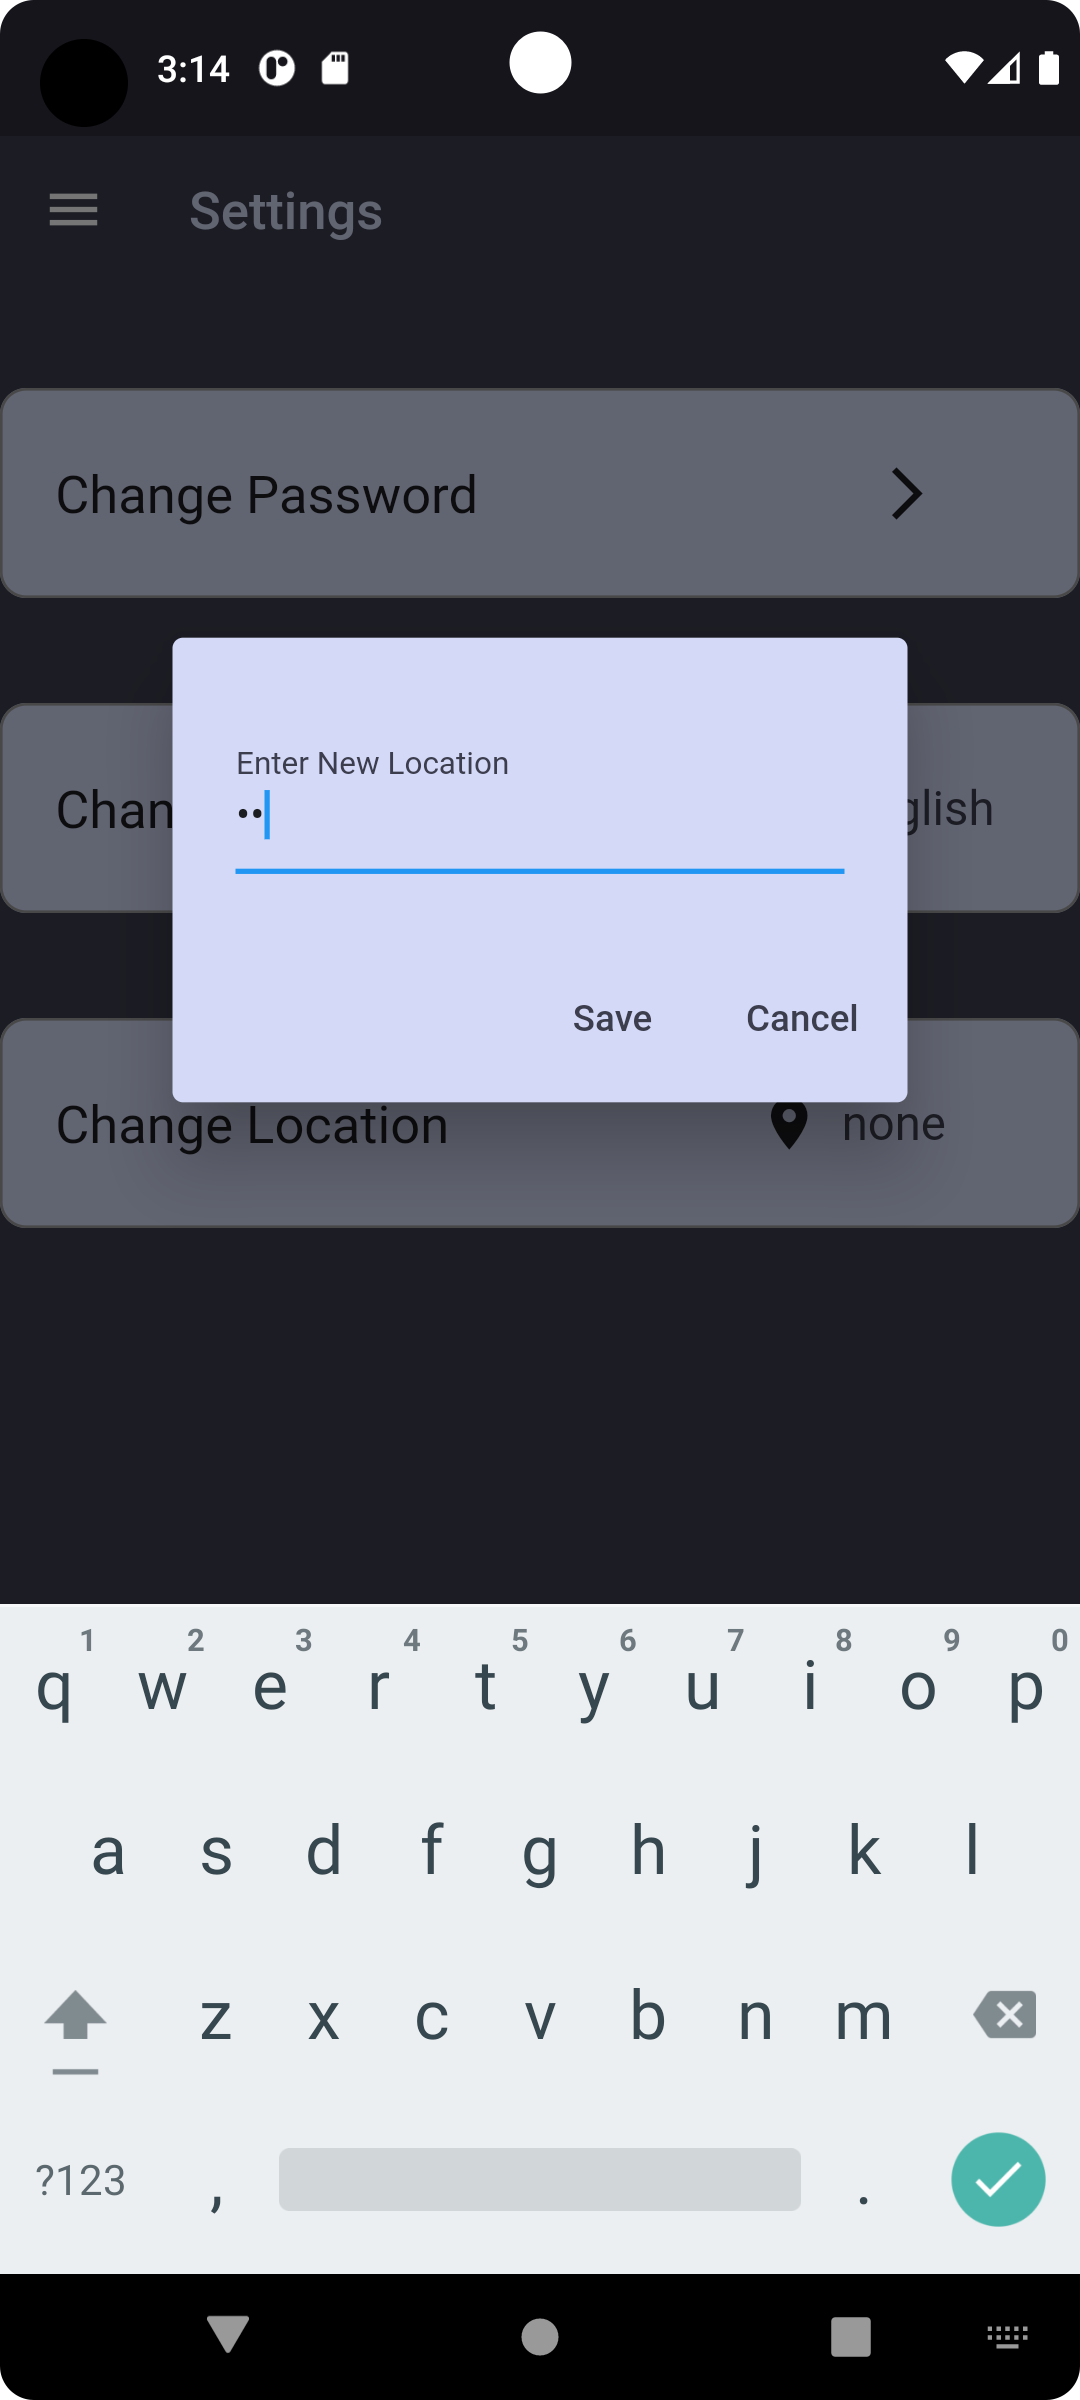 3:14
Settings
Change Password
Enter New Location
••
Chan
glish
Save Cancel
Change Location none
1 2 3 4 5 6 7 8 9 0
q w e r t y u i o p
a s d f g h j k l
z x c v b n m
?123 , .